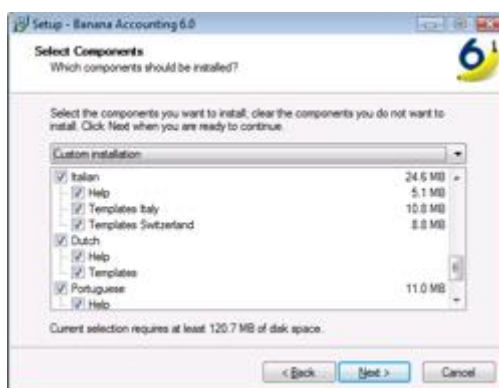 Setup - Banana Accounting 6.0
Select Components
Which components should be installed?
6
Select the components you want to install; clear the components you do not want to
install. Click Next when you are ready to continue.
Custom installation
Italian 24.6 MB
Help 5.1 MB
Templates Italy 10.8 MB
Templates Switzerland 8.8 MB
Dutch
Help
Templates
Portuguese 11.0 MB
Help
Current selection requires at least 120.7 MB of disk space.
< Back Next > Cancel